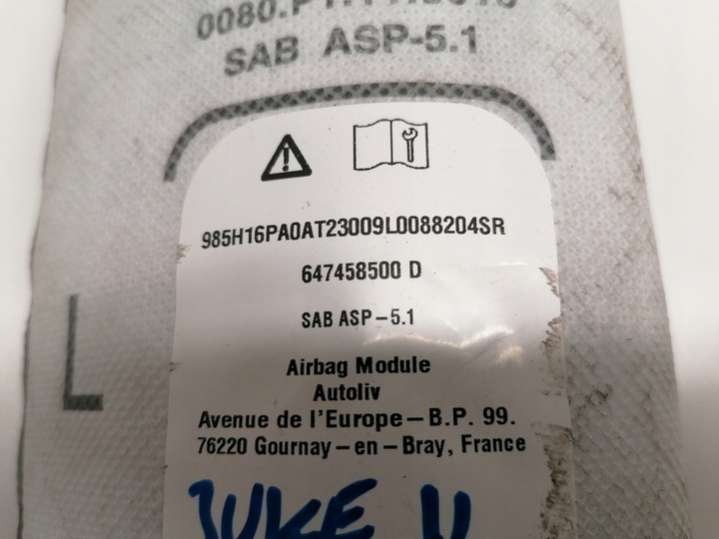 SAB ASP-5.1
985H16PA0AT23009L0088204SR
647458500 D
SAB ASP-5.1
L
Airbag Module
Autoliv
Avenue de l'Europe-B.P. 99.
76220 Gournay-en-Bray, France
JUKE